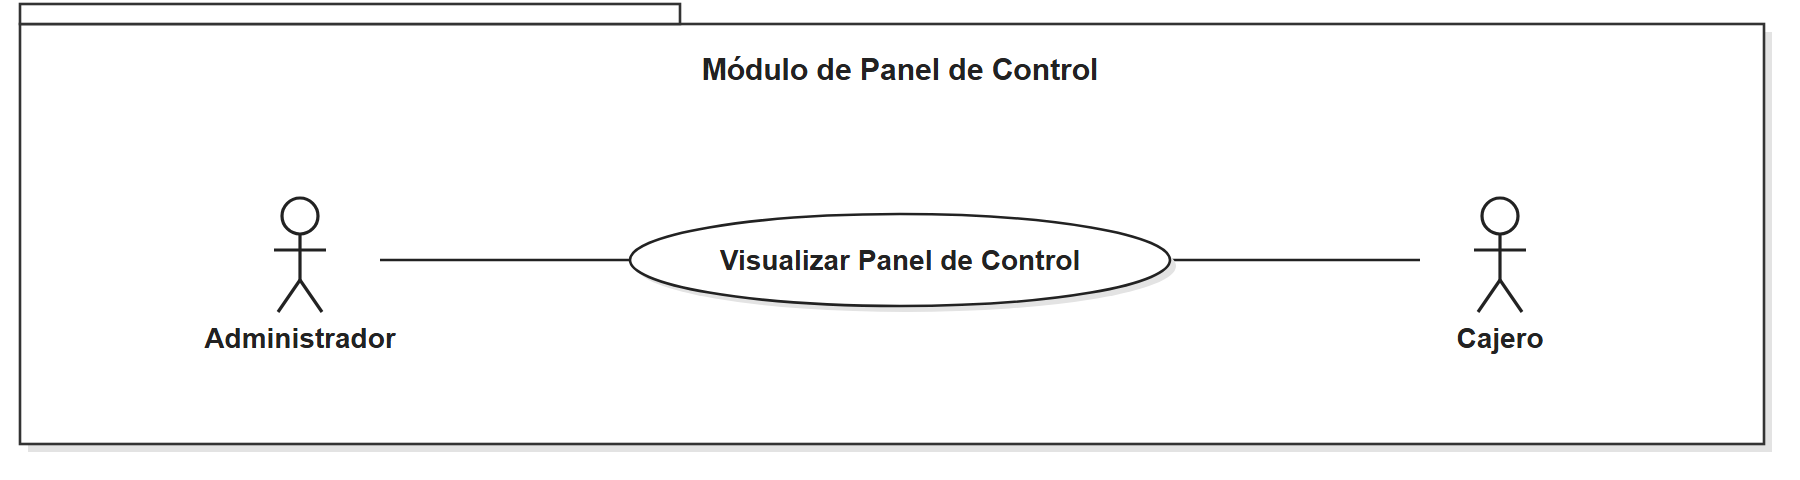 Módulo de Panel de Control
Visualizar Panel de Control
Administrador
Cajero